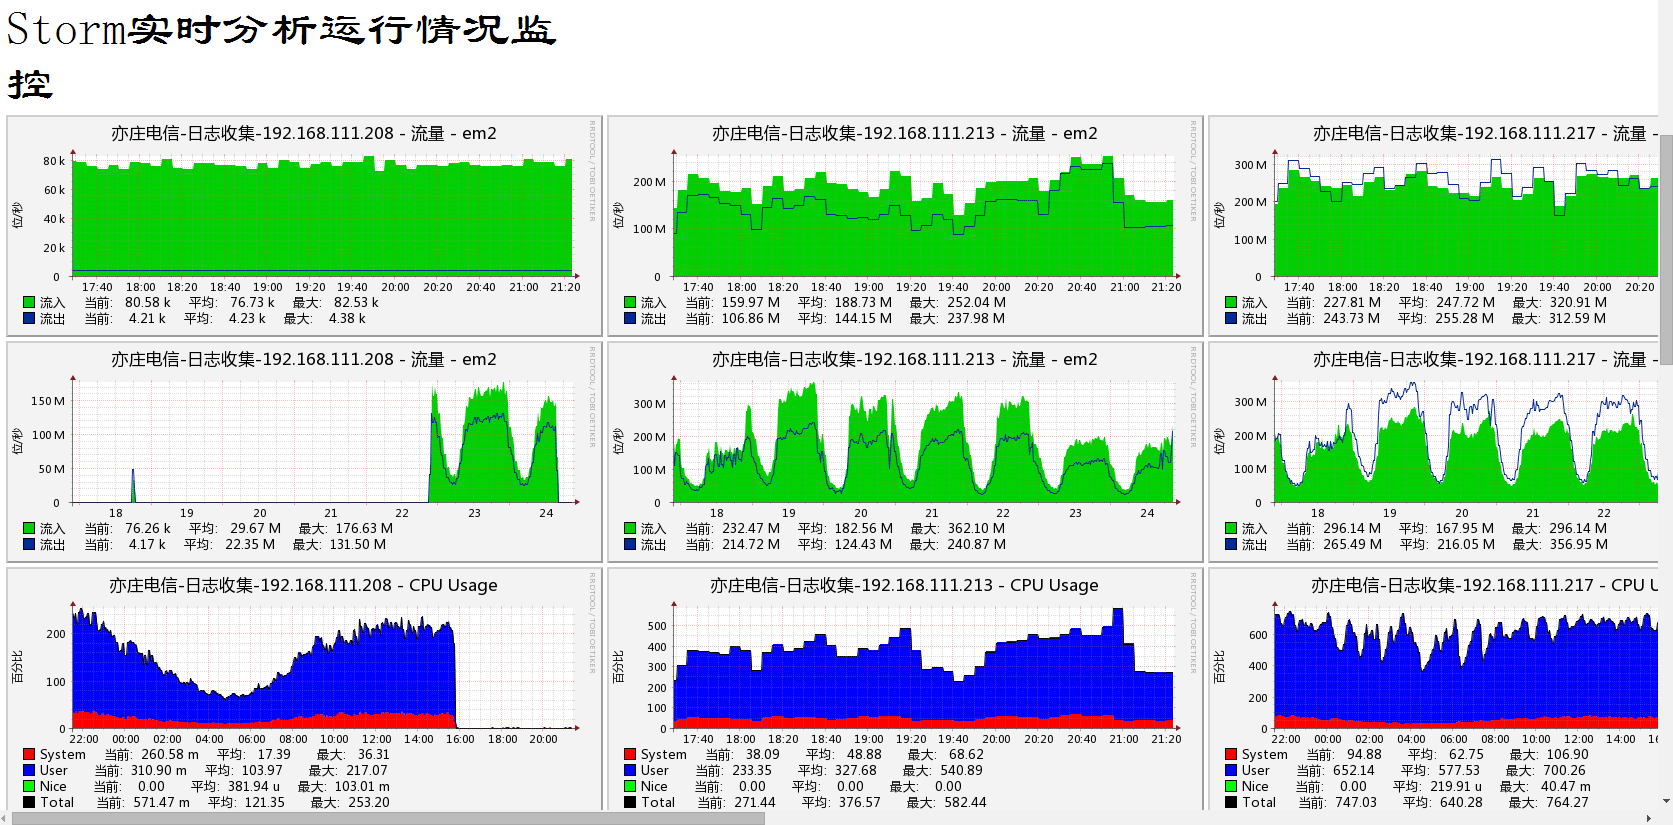 Storm实时分析运行情况监
控
亦庄电信-日志收集-192.168.111.208 - 流量 - em2
RRDTOOL / TOBI OETIKER
位/秒
80 k
60 k
40 k
20 k
0
17:40 18:00 18:20 18:40 19:00 19:20 19:40 20:00 20:20 20:40 21:00 21:20
流入 当前: 80.58 k 平均: 76.73 k 最大: 82.53 k
流出 当前: 4.21 k 平均: 4.23 k 最大: 4.38 k
亦庄电信-日志收集-192.168.111.213 - 流量 - em2
RRDTOOL / TOBI OETIKER
位/秒
200 M
100 M
0
17:40 18:00 18:20 18:40 19:00 19:20 19:40 20:00 20:20 20:40 21:00 21:20
流入 当前: 159.97 M 平均: 188.73 M 最大: 252.04 M
流出 当前: 106.86 M 平均: 144.15 M 最大: 237.98 M
亦庄电信-日志收集-192.168.111.217 - 流量 -
位/秒
300 M
200 M
100 M
0
17:40 18:00 18:20 18:40 19:00 19:20 19:40 20:00 20:20
流入 当前: 227.81 M 平均: 247.72 M 最大: 320.91 M
流出 当前: 243.73 M 平均: 255.28 M 最大: 312.59 M
亦庄电信-日志收集-192.168.111.208 - 流量 - em2
RRDTOOL / TOBI OETIKER
位/秒
150 M
100 M
50 M
0
18 19 20 21 22 23 24
流入 当前: 76.26 k 平均: 29.67 M 最大: 176.63 M
流出 当前: 4.17 k 平均: 22.35 M 最大: 131.50 M
亦庄电信-日志收集-192.168.111.213 - 流量 - em2
RRDTOOL / TOBI OETIKER
位/秒
300 M
200 M
100 M
0
18 19 20 21 22 23 24
流入 当前: 232.47 M 平均: 182.56 M 最大: 362.10 M
流出 当前: 214.72 M 平均: 124.43 M 最大: 240.87 M
亦庄电信-日志收集-192.168.111.217 - 流量 -
位/秒
300 M
200 M
100 M
0
18 19 20 21 22
流入 当前: 296.14 M 平均: 167.95 M 最大: 296.14 M
流出 当前: 265.49 M 平均: 216.05 M 最大: 356.95 M
亦庄电信-日志收集-192.168.111.208 - CPU Usage
RRDTOOL / TOBI OETIKER
百分比
200
100
0
22:00 00:00 02:00 04:00 06:00 08:00 10:00 12:00 14:00 16:00 18:00 20:00
System 当前: 260.58 m 平均: 17.39 最大: 36.31
User 当前: 310.90 m 平均: 103.97 最大: 217.07
Nice 当前: 0.00 平均: 381.94 u 最大: 103.01 m
Total 当前: 571.47 m 平均: 121.35 最大: 253.20
亦庄电信-日志收集-192.168.111.213 - CPU Usage
RRDTOOL / TOBI OETIKER
百分比
500
400
300
200
100
0
17:40 18:00 18:20 18:40 19:00 19:20 19:40 20:00 20:20 20:40 21:00 21:20
System 当前: 38.09 平均: 48.88 最大: 68.62
User 当前: 233.35 平均: 327.68 最大: 540.89
Nice 当前: 0.00 平均: 0.00 最大: 0.00
Total 当前: 271.44 平均: 376.57 最大: 582.44
亦庄电信-日志收集-192.168.111.217 - CPU U
百分比
600
400
200
0
22:00 00:00 02:00 04:00 06:00 08:00 10:00 12:00 14:00 16
System 当前: 94.88 平均: 62.75 最大: 106.90
User 当前: 652.14 平均: 577.53 最大: 700.26
Nice 当前: 0.00 平均: 219.91 u 最大: 40.47 m
Total 当前: 747.03 平均: 640.28 最大: 764.27